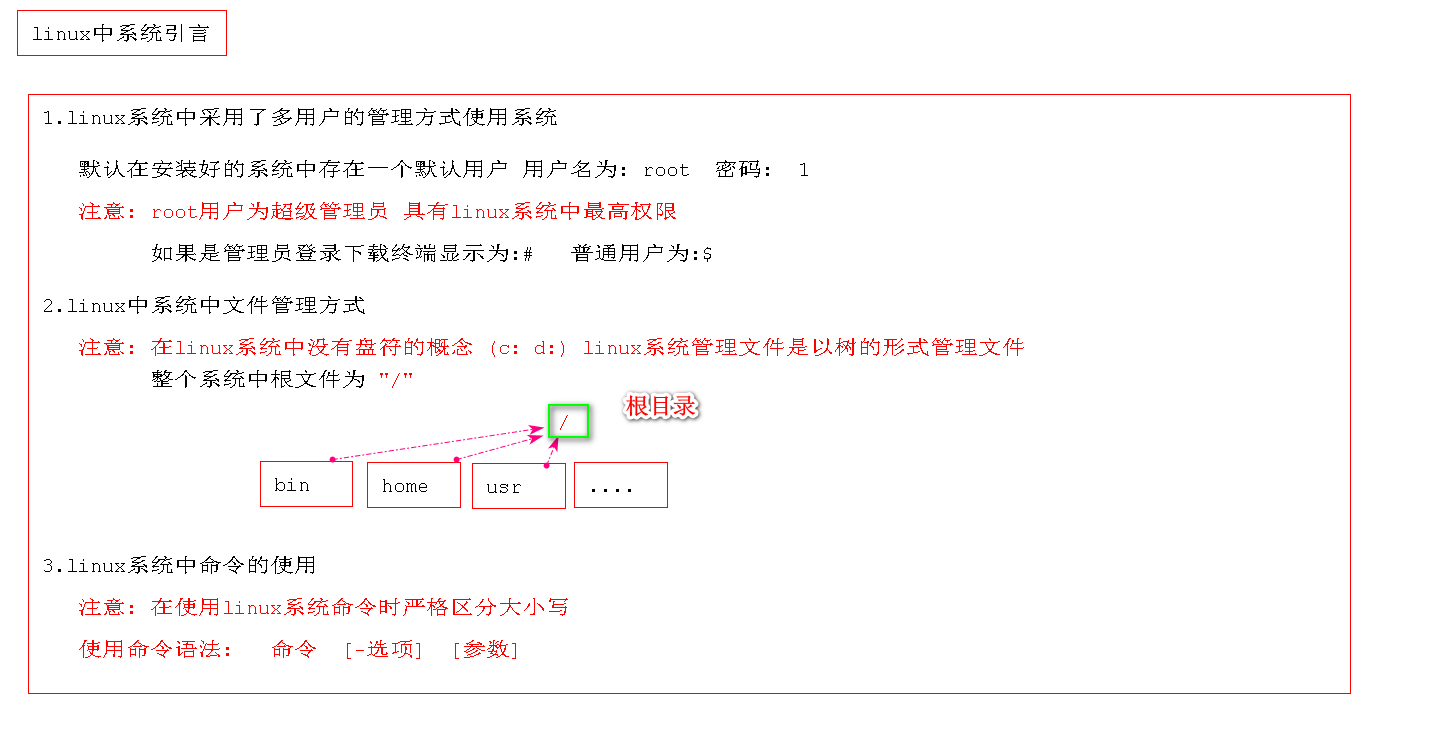 linux中系统引言
1.linux系统中采用了多用户的管理方式使用系统
默认在安装好的系统中存在一个默认用户 用户名为: root 密码: 1
注意: root用户为超级管理员 具有linux系统中最高权限
如果是管理员登录下载终端显示为:# 普通用户为:$
2.linux中系统中文件管理方式
注意: 在linux系统中没有盘符的概念 (c: d:) linux系统管理文件是以树的形式管理文件
整个系统中根文件为 "/"
/ 根目录
bin home usr ....
3.linux系统中命令的使用
注意: 在使用linux系统命令时严格区分大小写
使用命令语法: 命令 [-选项] [参数]